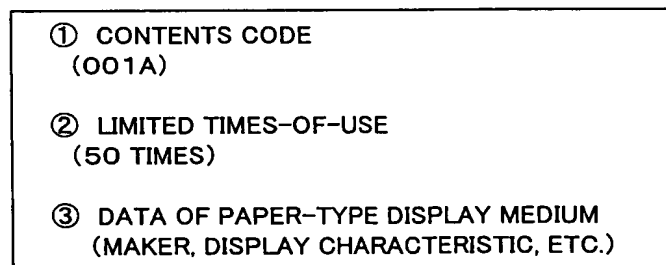 ① CONTENTS CODE
(001A)
② LIMITED TIMES-OF-USE
(50 TIMES)
③ DATA OF PAPER-TYPE DISPLAY MEDIUM
(MAKER, DISPLAY CHARACTERISTIC, ETC.)